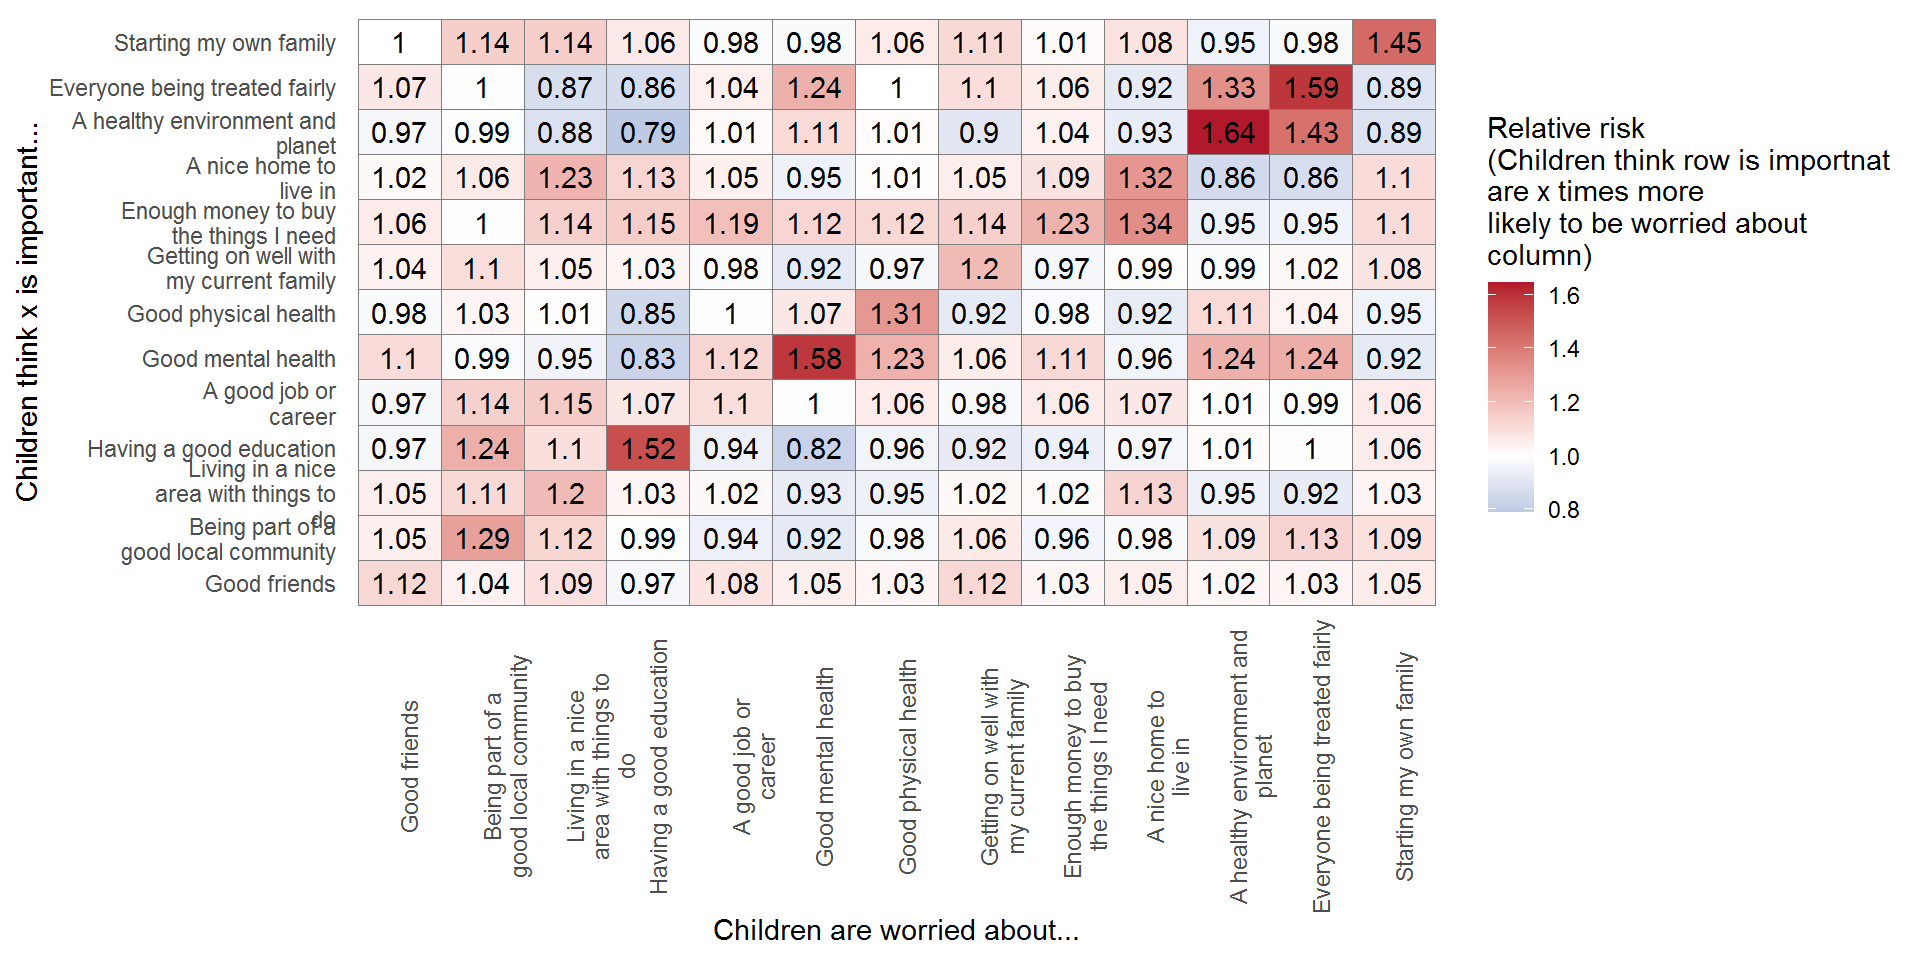 Children think x is important...
Starting my own family
1 1.14 1.14 1.06 0.98 0.98 1.06 1.11 1.01 1.08 0.95 0.98 1.45
Everyone being treated fairly
1.07 1 0.87 0.86 1.04 1.24 1 1.1 1.06 0.92 1.33 1.59 0.89
A healthy environment and
planet
0.97 0.99 0.88 0.79 1.01 1.11 1.01 0.9 1.04 0.93 1.64 1.43 0.89
A nice home to
live in
1.02 1.06 1.23 1.13 1.05 0.95 1.01 1.05 1.09 1.32 0.86 0.86 1.1
Enough money to buy
the things I need
1.06 1 1.14 1.15 1.19 1.12 1.12 1.14 1.23 1.34 0.95 0.95 1.1
Getting on well with
my current family
1.04 1.1 1.05 1.03 0.98 0.92 0.97 1.2 0.97 0.99 0.99 1.02 1.08
Good physical health
0.98 1.03 1.01 0.85 1 1.07 1.31 0.92 0.98 0.92 1.11 1.04 0.95
Good mental health
1.1 0.99 0.95 0.83 1.12 1.58 1.23 1.06 1.11 0.96 1.24 1.24 0.92
A good job or
career
0.97 1.14 1.15 1.07 1.1 1 1.06 0.98 1.06 1.07 1.01 0.99 1.06
Having a good education
0.97 1.24 1.1 1.52 0.94 0.82 0.96 0.92 0.94 0.97 1.01 1 1.06
Living in a nice
area with things to
do
1.05 1.11 1.2 1.03 1.02 0.93 0.95 1.02 1.02 1.13 0.95 0.92 1.03
Being part of a
good local community
1.05 1.29 1.12 0.99 0.94 0.92 0.98 1.06 0.96 0.98 1.09 1.13 1.09
Good friends
1.12 1.04 1.09 0.97 1.08 1.05 1.03 1.12 1.03 1.05 1.02 1.03 1.05
Good friends
Being part of a
good local community
Living in a nice
area with things to
do
Having a good education
A good job or
career
Good mental health
Good physical health
Getting on well with
my current family
Enough money to buy
the things I need
A nice home to
live in
A healthy environment and
planet
Everyone being treated fairly
Starting my own family
Children are worried about...
Relative risk
(Children think row is importnat
are x times more
likely to be worried about
column)
1.6
1.4
1.2
1.0
0.8